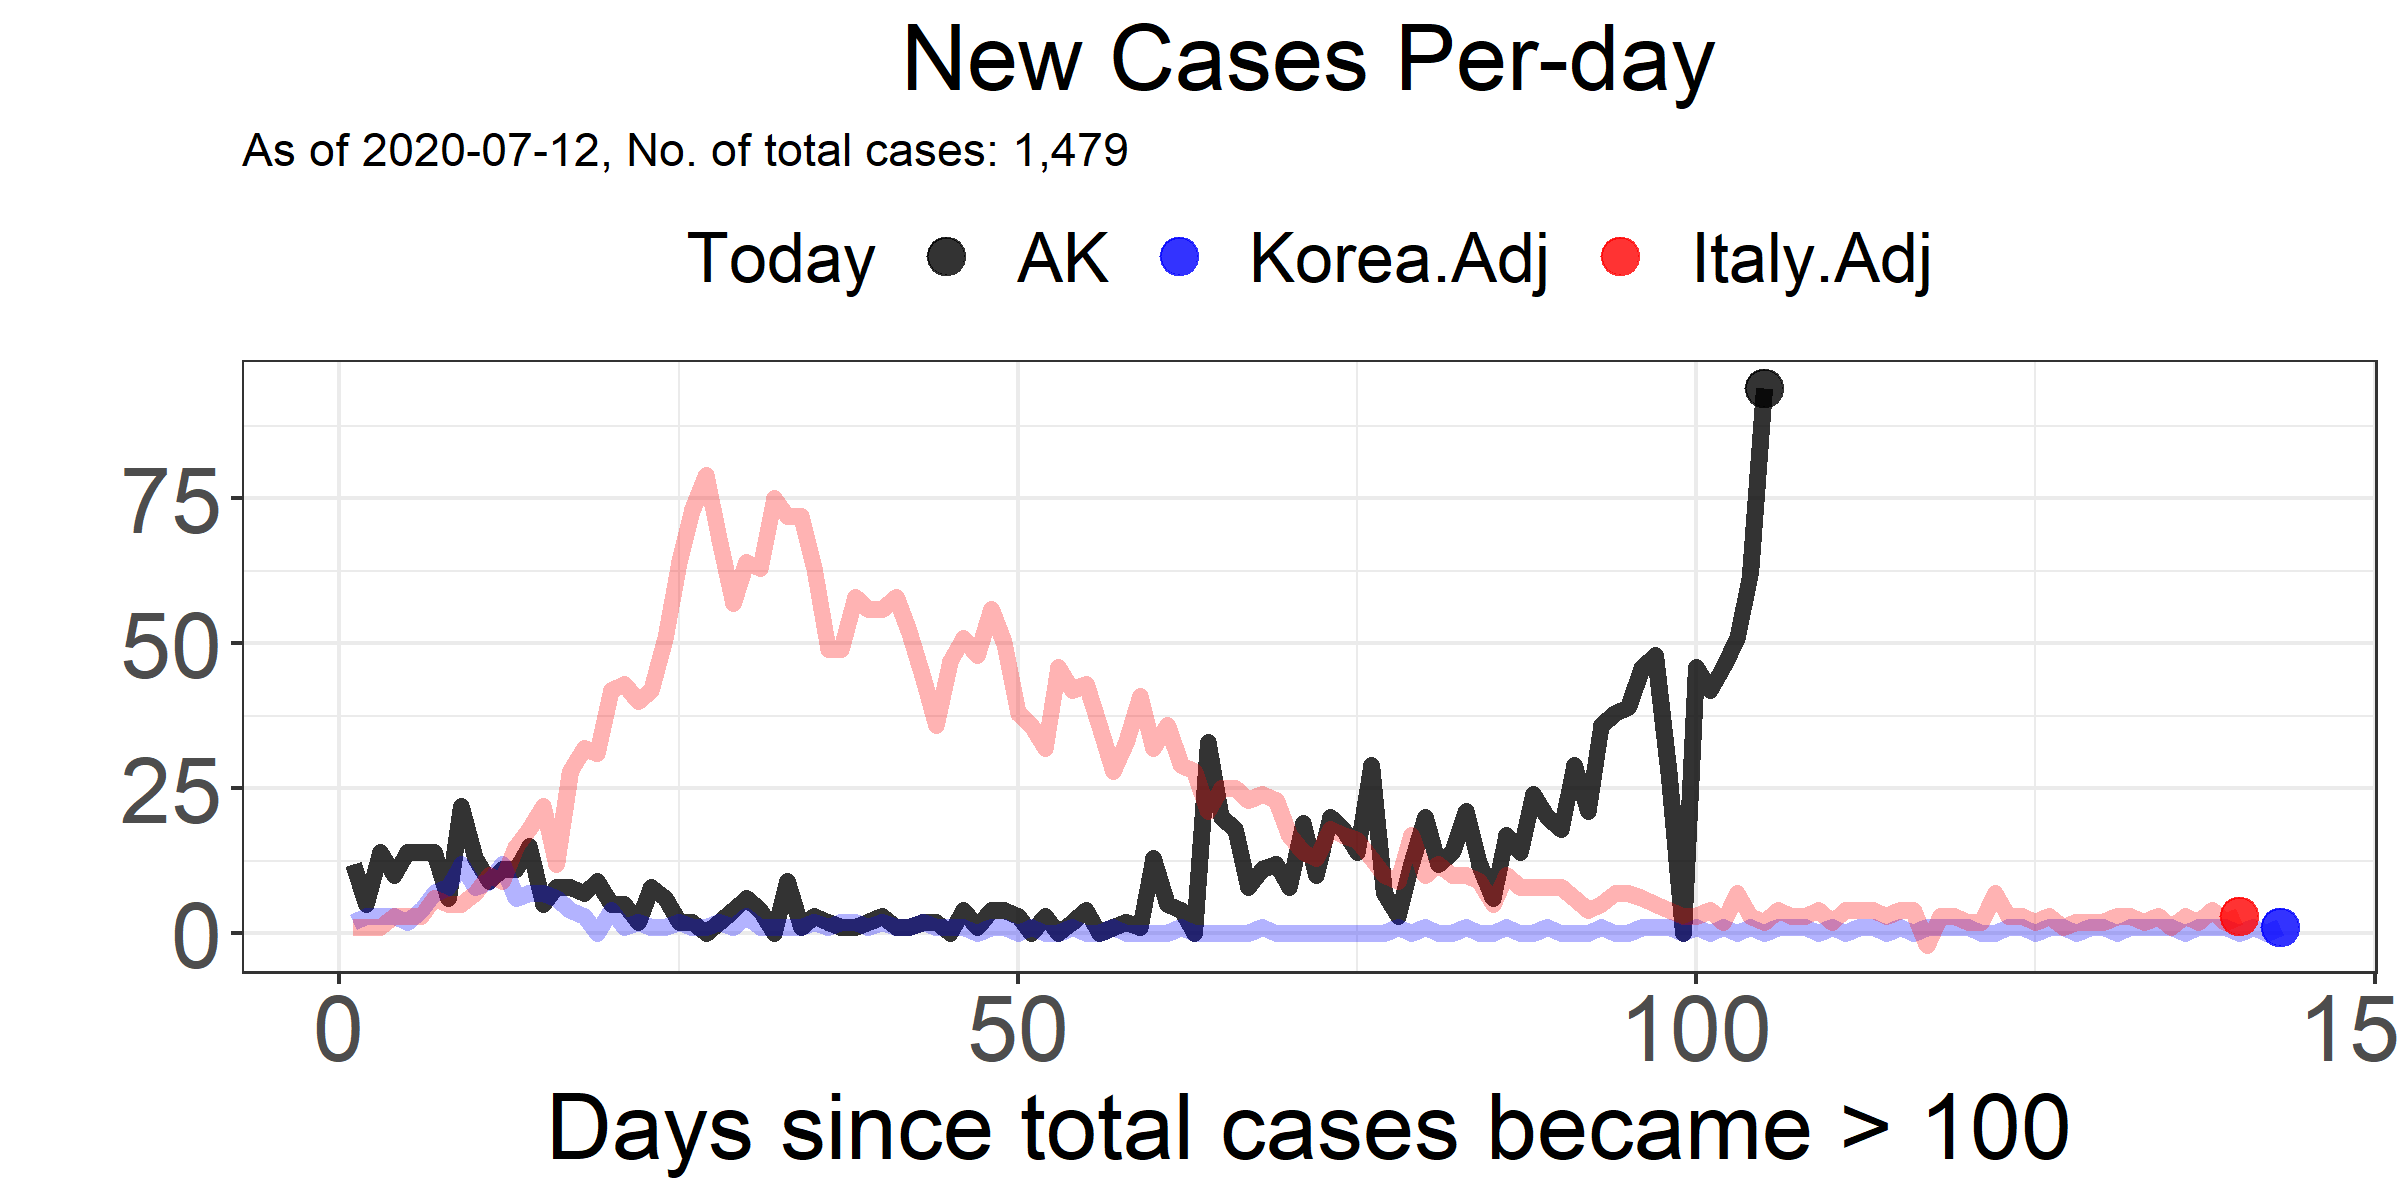 New Cases Per-day
As of 2020-07-12, No. of total cases: 1,479
Today AK Korea.Adj Italy.Adj
75
50
25
0
0 50 100 15
Days since total cases became > 100